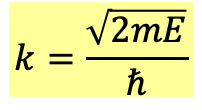 k = √2mE / ħ